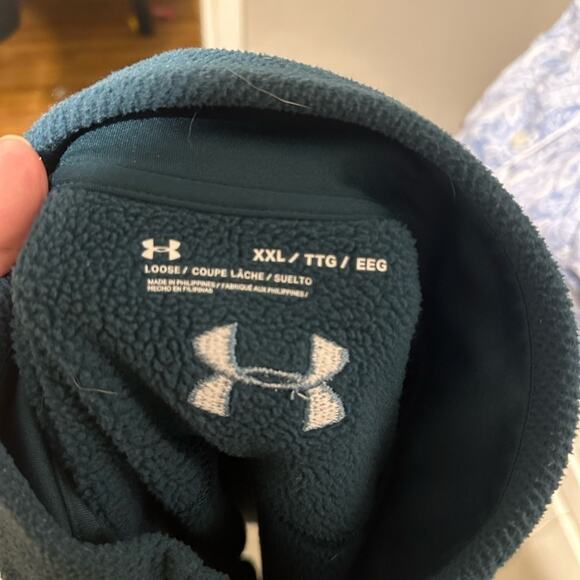 XXL / TTG / EEG
LOOSE / COUPE LÂCHE / SUELTO
MADE IN PHILIPPINES / FABRIQUÉ AUX PHILIPPINES /
HECHO EN FILIPINAS